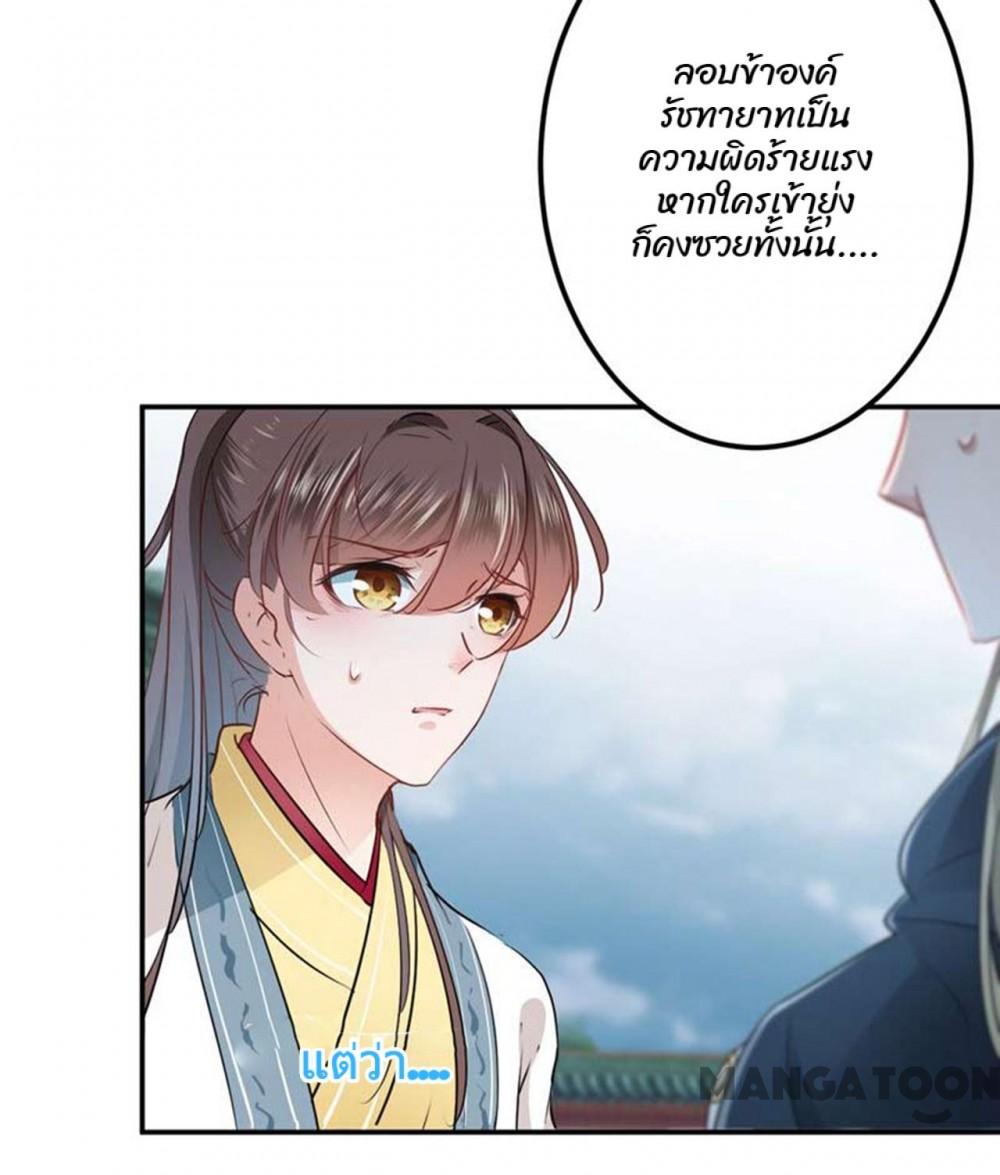 ลอบข้าองค์
รัชทายาทเป็น
ความผิดร้ายแรง
หากใครเข้ายุ่ง
ก็คงซวยทั้งนั้น....
แต่ว่า....
MANGATOON